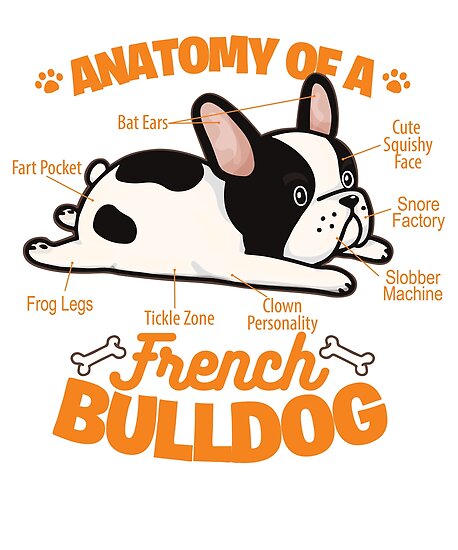 ANATOMY OF A
Bat Ears
Cute
Squishy
Face
Fart Pocket
Snore
Factory
Slobber
Machine
Frog Legs
Tickle Zone
Clown
Personality
French
BULLDOG